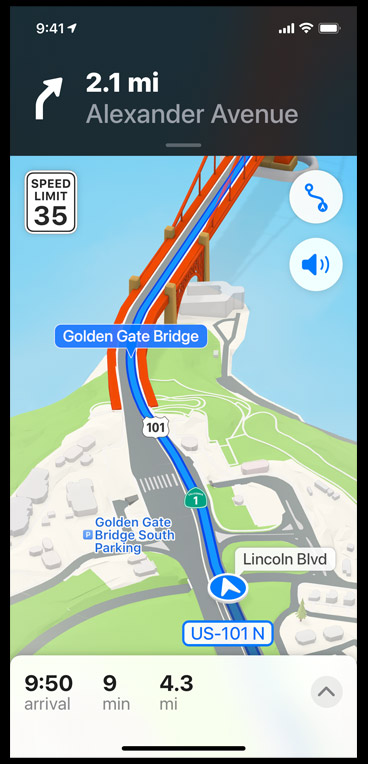 9:41
2.1 mi
Alexander Avenue
SPEED
LIMIT
35
Golden Gate Bridge
101
1
Golden Gate
P Bridge South
Parking
Lincoln Blvd
US-101 N
9:50 9 4.3
arrival min mi